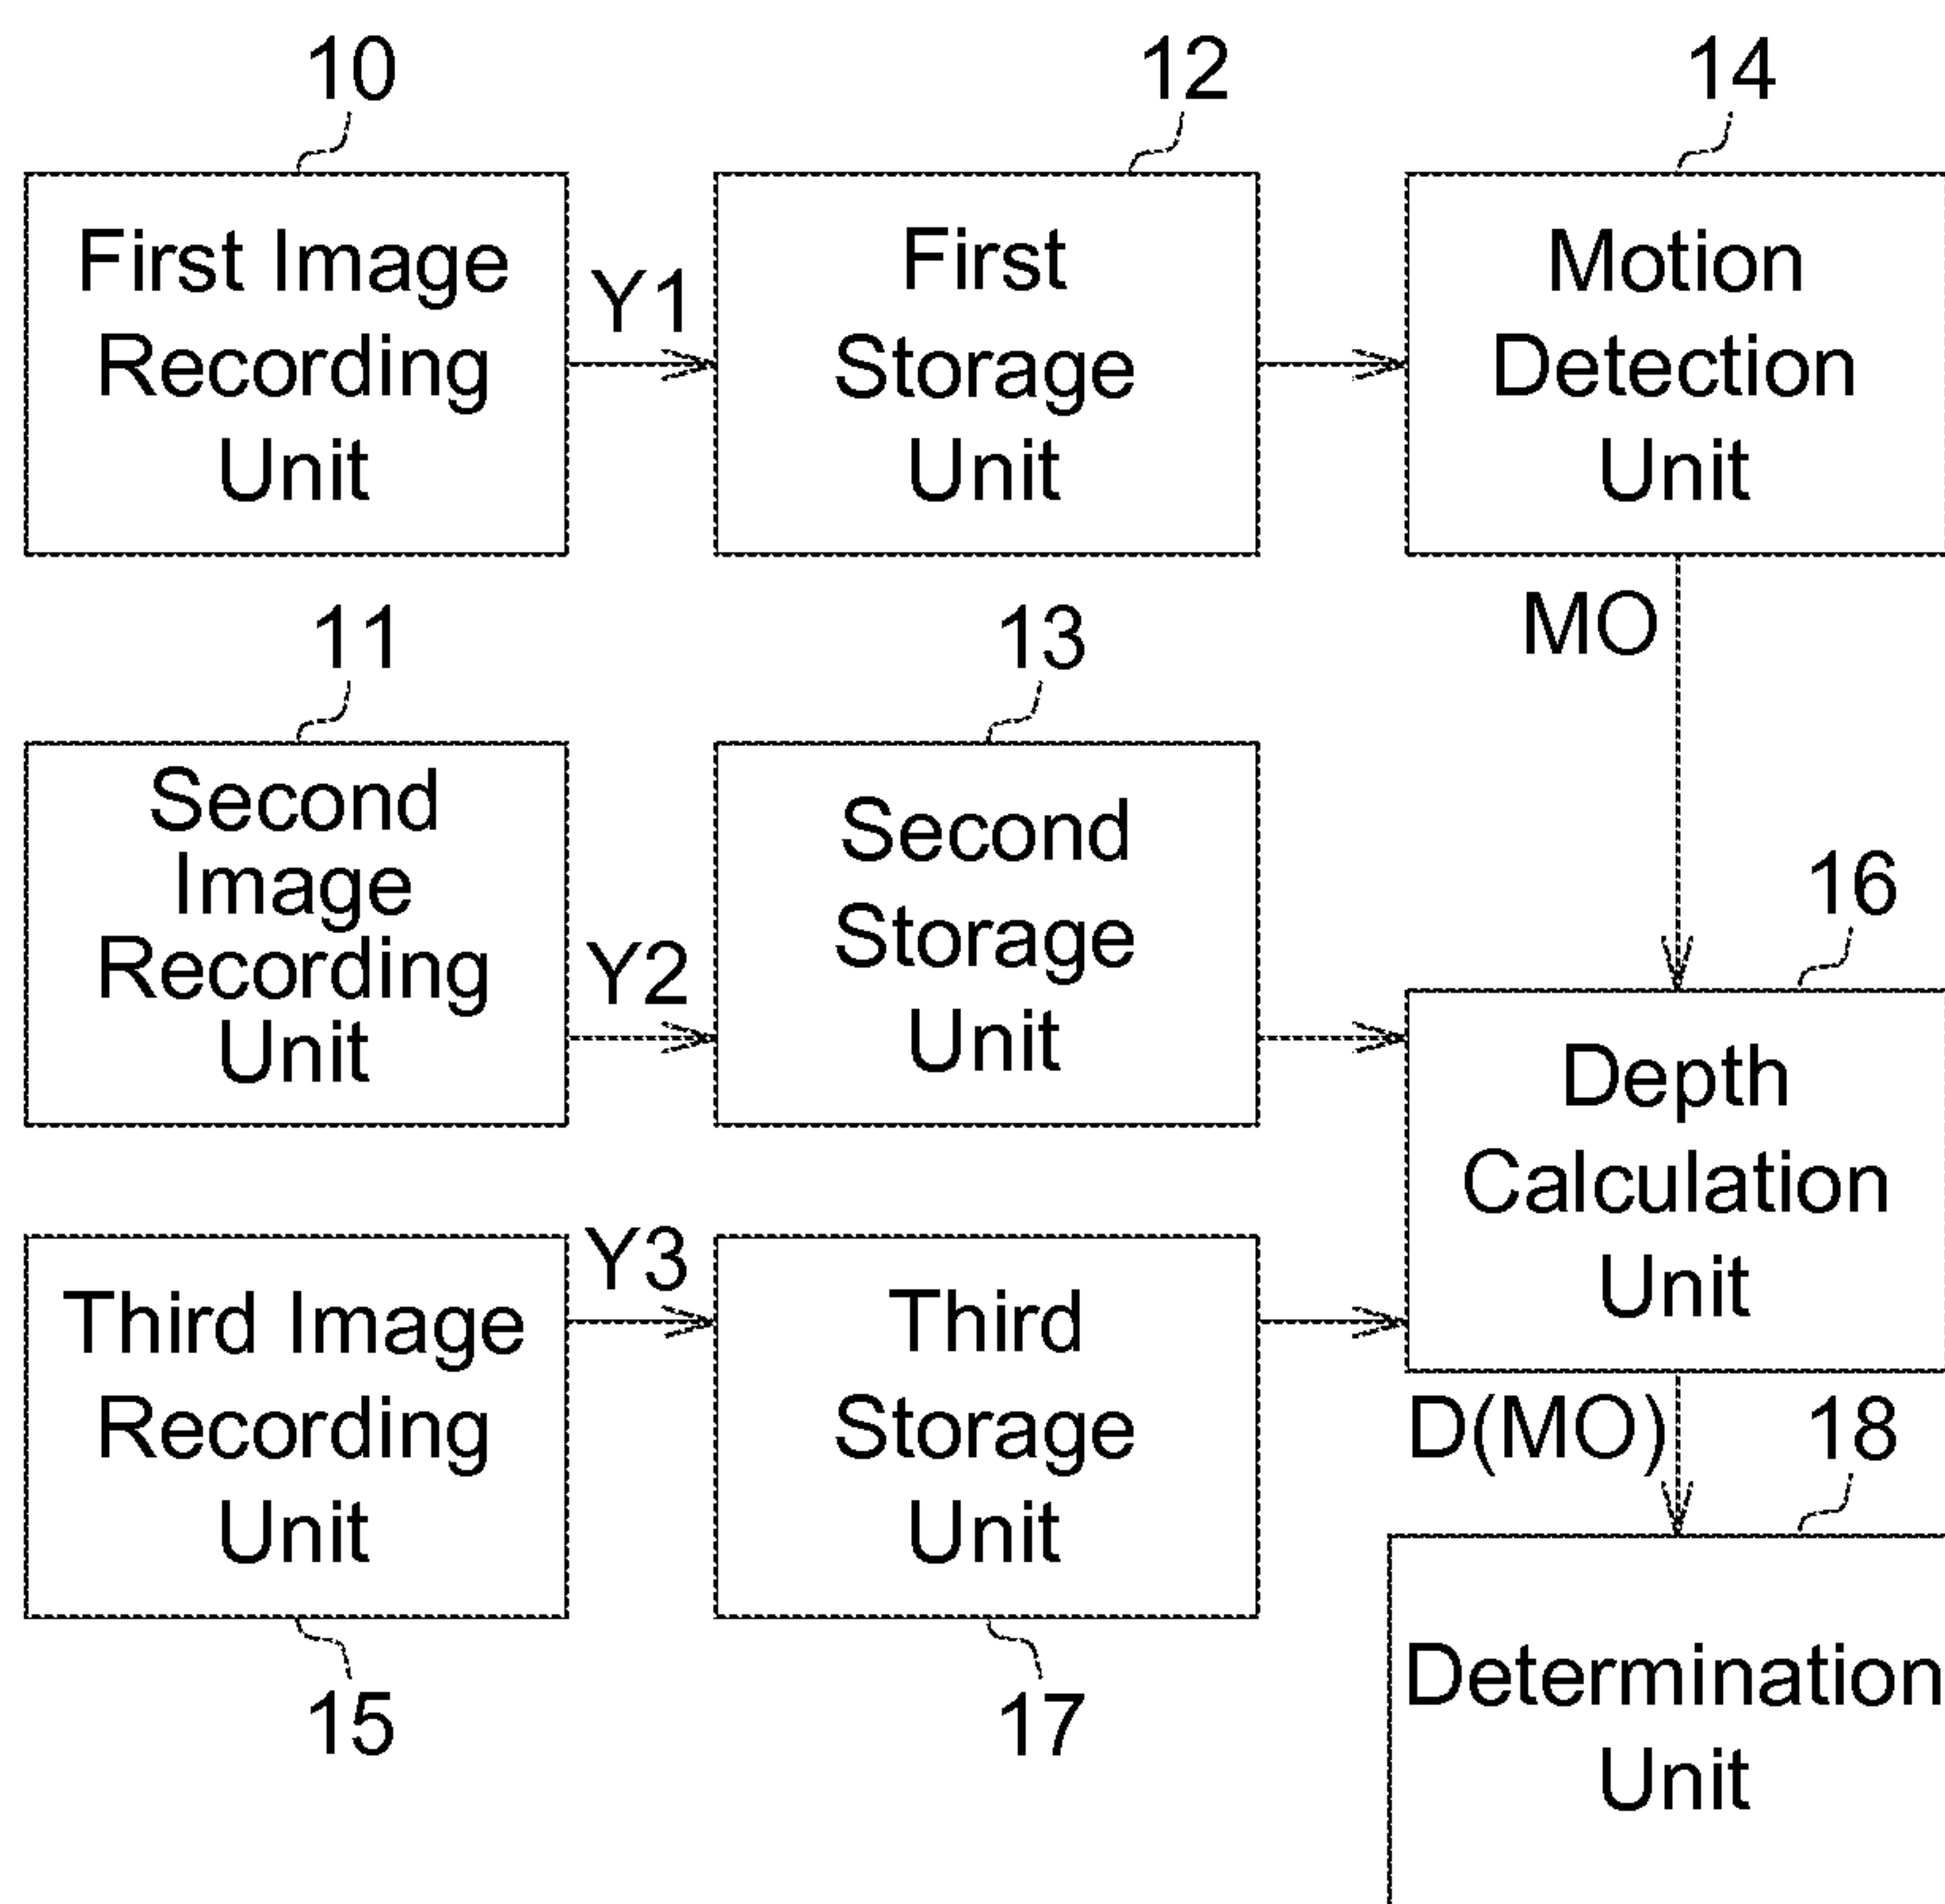 10
12
14
First Image
Recording
Unit
Y1
First
Storage
Unit
Motion
Detection
Unit
MO
11
13
Second
Image
Recording
Unit
Y2
Second
Storage
Unit
16
Depth
Calculation
Unit
Third Image
Recording
Unit
Y3
Third
Storage
Unit
D(MO)
18
15
17
Determination
Unit